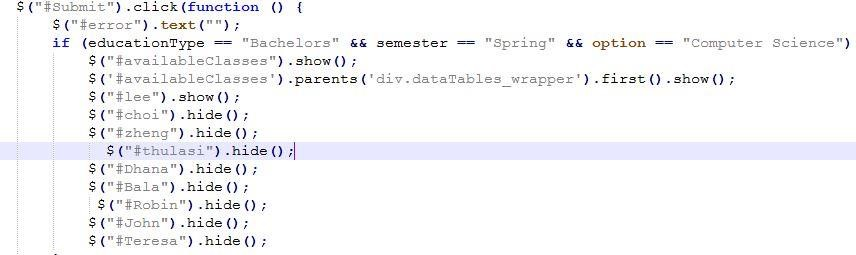 $("#Submit").click(function () {
$("#error").text("");
if (educationType == "Bachelors" && semester == "Spring" && option == "Computer Science")
$("#availableClasses").show();
$('#availableClasses').parents('div.dataTables_wrapper').first().show();
$("#lee").show();
$("#choi").hide();
$("#zheng").hide();
$("#thulasi").hide();
$("#Dhana").hide();
$("#Bala").hide();
$("#Robin").hide();
$("#John").hide();
$("#Teresa").hide();